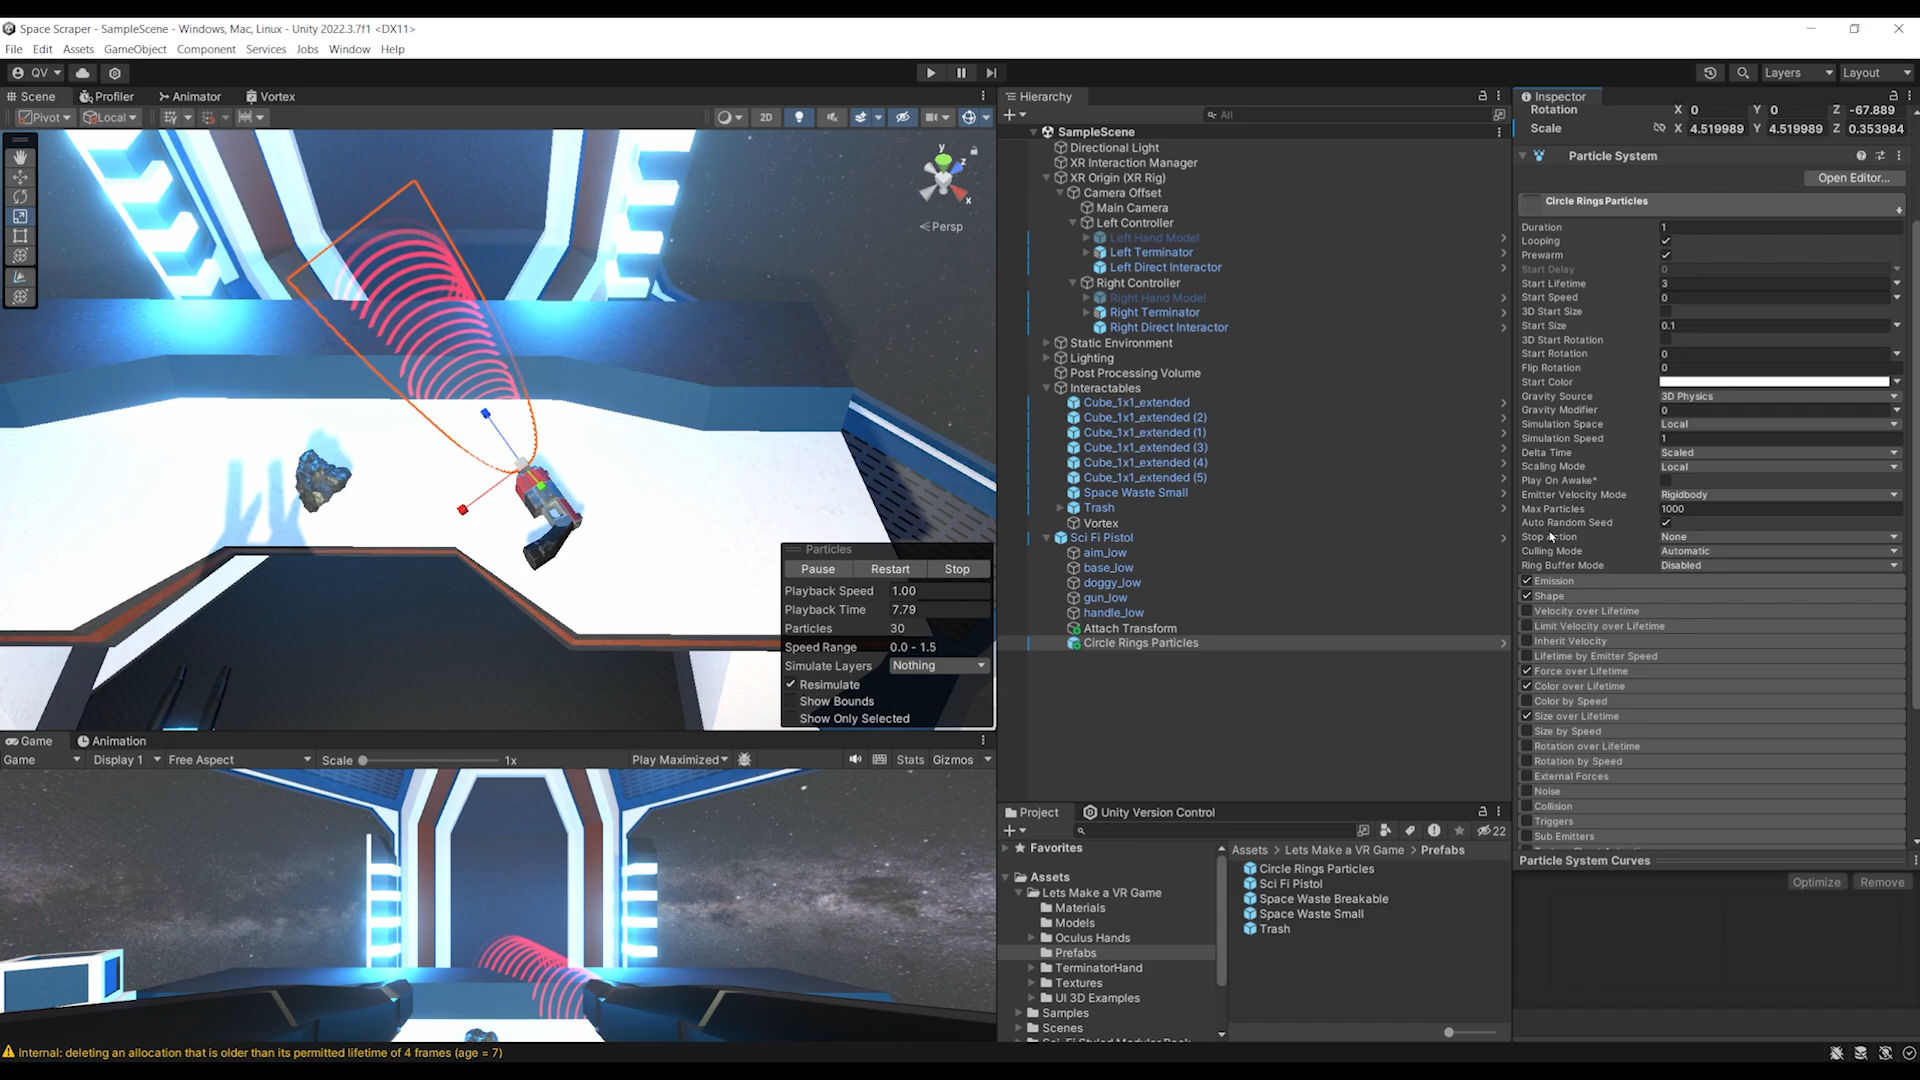 Space Scraper - SampleScene - Windows, Mac, Linux - Unity 2022.3.7f1 <DX11>
File Edit Assets GameObject Component Services Jobs Window Help
QV Layers Layout
Scene Profiler Animator Vortex
Pivot Local 2D
y z x
Persp
Particles
Pause Restart Stop
Playback Speed 1.00
Playback Time 7.79
Particles 30
Speed Range 0.0 - 1.5
Simulate Layers Nothing
Resimulate
Show Bounds
Show Only Selected
Game Animation
Game Display 1 Free Aspect Scale 1x Play Maximized Stats Gizmos
Hierarchy
All
SampleScene
Directional Light
XR Interaction Manager
XR Origin (XR Rig)
Camera Offset
Main Camera
Left Controller
Left Hand Model
Left Terminator
Left Direct Interactor
Right Controller
Right Hand Model
Right Terminator
Right Direct Interactor
Static Environment
Lighting
Post Processing Volume
Interactables
Cube_1x1_extended
Cube_1x1_extended (2)
Cube_1x1_extended (1)
Cube_1x1_extended (3)
Cube_1x1_extended (4)
Cube_1x1_extended (5)
Space Waste Small
Trash
Vortex
Sci Fi Pistol
aim_low
base_low
doggy_low
gun_low
handle_low
Attach Transform
Circle Rings Particles
Project Unity Version Control
22
Favorites
Assets
Lets Make a VR Game
Materials
Models
Oculus Hands
Prefabs
TerminatorHand
Textures
UI 3D Examples
Samples
Scenes
Assets > Lets Make a VR Game > Prefabs
Circle Rings Particles
Sci Fi Pistol
Space Waste Breakable
Space Waste Small
Trash
Inspector
Rotation X 0 Y 0 Z -67.889
Scale X 4.519989 Y 4.519989 Z 0.353984
Particle System
Open Editor...
Circle Rings Particles
Duration 1
Looping
Prewarm
Start Delay 0
Start Lifetime 3
Start Speed 0
3D Start Size
Start Size 0.1
3D Start Rotation
Start Rotation 0
Flip Rotation 0
Start Color
Gravity Source 3D Physics
Gravity Modifier 0
Simulation Space Local
Simulation Speed 1
Delta Time Scaled
Scaling Mode Local
Play On Awake*
Emitter Velocity Mode Rigidbody
Max Particles 1000
Auto Random Seed
Stop Action None
Culling Mode Automatic
Ring Buffer Mode Disabled
Emission
Shape
Velocity over Lifetime
Limit Velocity over Lifetime
Inherit Velocity
Lifetime by Emitter Speed
Force over Lifetime
Color over Lifetime
Color by Speed
Size over Lifetime
Size by Speed
Rotation over Lifetime
Rotation by Speed
External Forces
Noise
Collision
Triggers
Sub Emitters
Particle System Curves
Optimize Remove
Internal: deleting an allocation that is older than its permitted lifetime of 4 frames (age = 7)